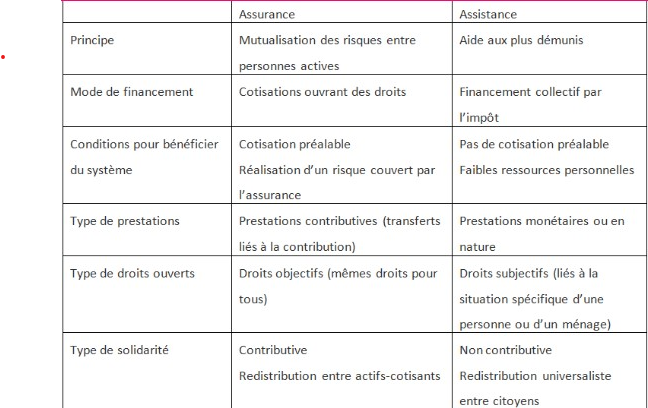 Assurance Assistance
Principe Mutualisation des risques entre Aide aux plus démunis
personnes actives
Mode de financement Cotisations ouvrant des droits Financement collectif par
l’impôt
Conditions pour bénéficier Cotisation préalable Pas de cotisation préalable
du système Réalisation d’un risque couvert par Faibles ressources personnelles
l’assurance
Type de prestations Prestations contributives (transferts Prestations monétaires ou en
liés à la contribution) nature
Type de droits ouverts Droits objectifs (mêmes droits pour Droits subjectifs (liés à la
tous) situation spécifique d’une
personne ou d’un ménage)
Type de solidarité Contributive Non contributive
Redistribution entre actifs-cotisants Redistribution universaliste
entre citoyens